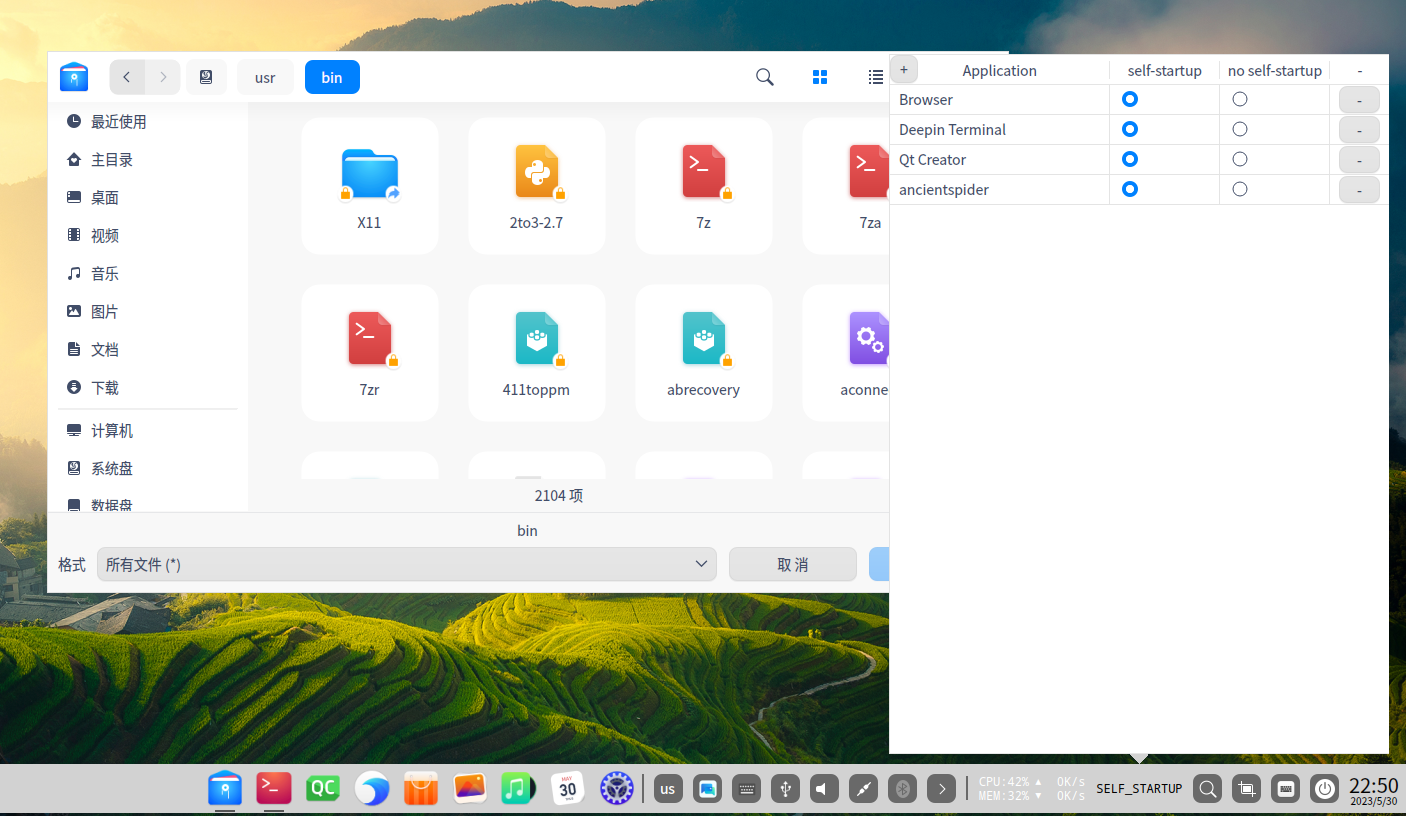 usr
bin
最近使用
主目录
桌面
视频
音乐
图片
文档
下载
计算机
系统盘
数据盘
X11
2to3-2.7
7z
7za
7zr
411toppm
abrecovery
aconne
2104 项
bin
格式
所有文件 (*)
取 消
+ Application self-startup no self-startup -
Browser -
Deepin Terminal -
Qt Creator -
ancientspider -
QC
MAY
30
us
CPU:42% ▲ 0K/s
MEM:32% ▼ 0K/s
SELF_STARTUP
22:50
2023/5/30